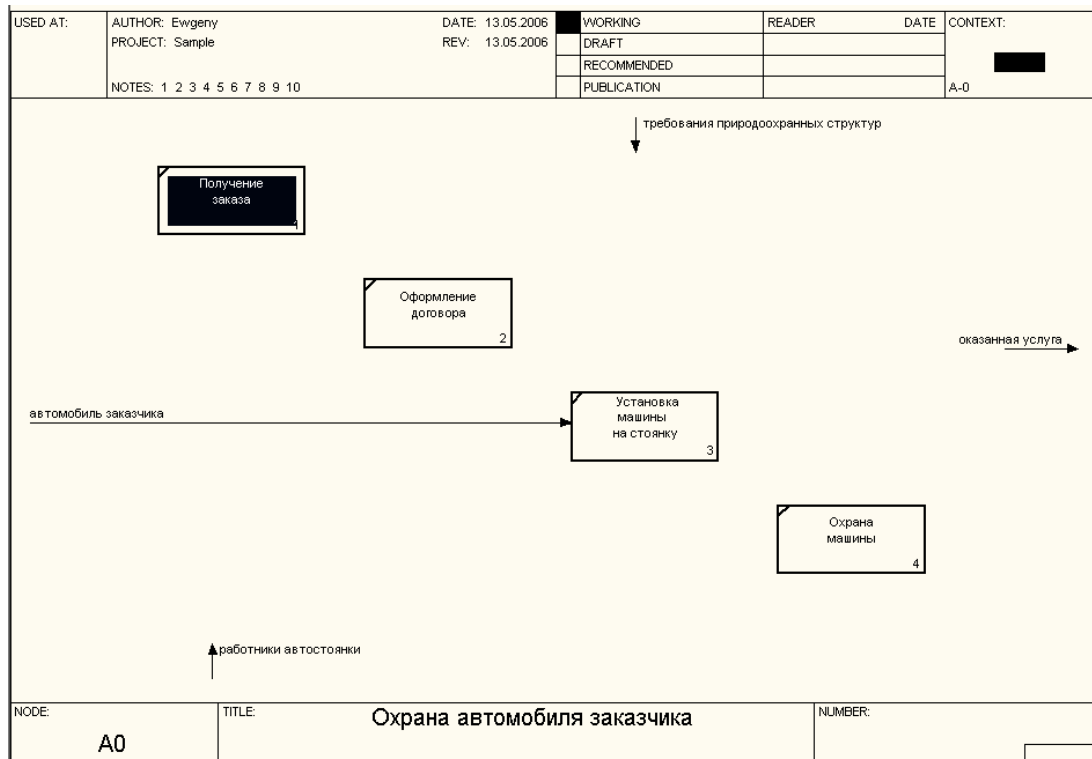 USED AT:
AUTHOR: Ewgeny
DATE: 13.05.2006
PROJECT: Sample
REV: 13.05.2006
NOTES: 1 2 3 4 5 6 7 8 9 10
WORKING
DRAFT
RECOMMENDED
PUBLICATION
READER
DATE
CONTEXT:
A-0
требования природоохранных структур
Получение
заказа
1
Оформление
договора
2
оказанная услуга
автомобиль заказчика
Установка
машины
на стоянку
3
Охрана
машины
4
работники автостоянки
NODE:
A0
TITLE:
Охрана автомобиля заказчика
NUMBER: